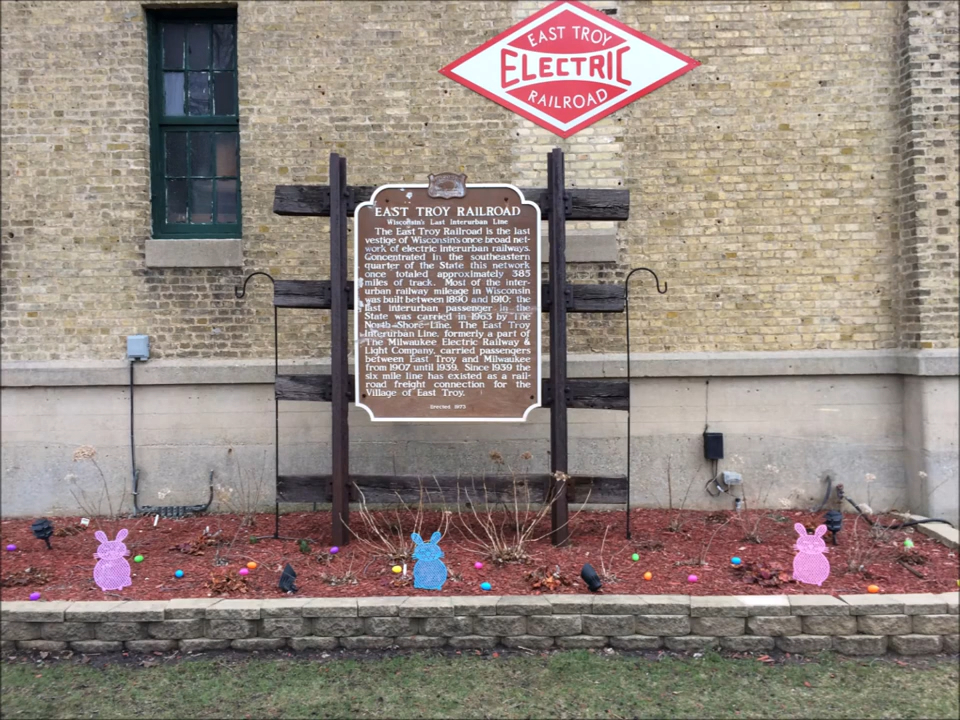 EAST TROY
ELECTRIC
RAILROAD
EAST TROY RAILROAD
Wisconsin's Last Interurban Line
The East Troy Railroad is the last
vestige of Wisconsin's once broad net-
work of electric interurban railways.
Concentrated in the southeastern
quarter of the State this network
once totaled approximately 385
miles of track. Most of the inter-
urban railway mileage in Wisconsin
was built between 1890 and 1910; the
last interurban passenger in the
State was carried in 1963 by The
North Shore Line. The East Troy
Interurban Line, formerly a part of
The Milwaukee Electric Railway &
Light Company, carried passengers
between East Troy and Milwaukee
from 1907 until 1939. Since 1939 the
six mile line has existed as a rail-
road freight connection for the
Village of East Troy.
Erected 1973